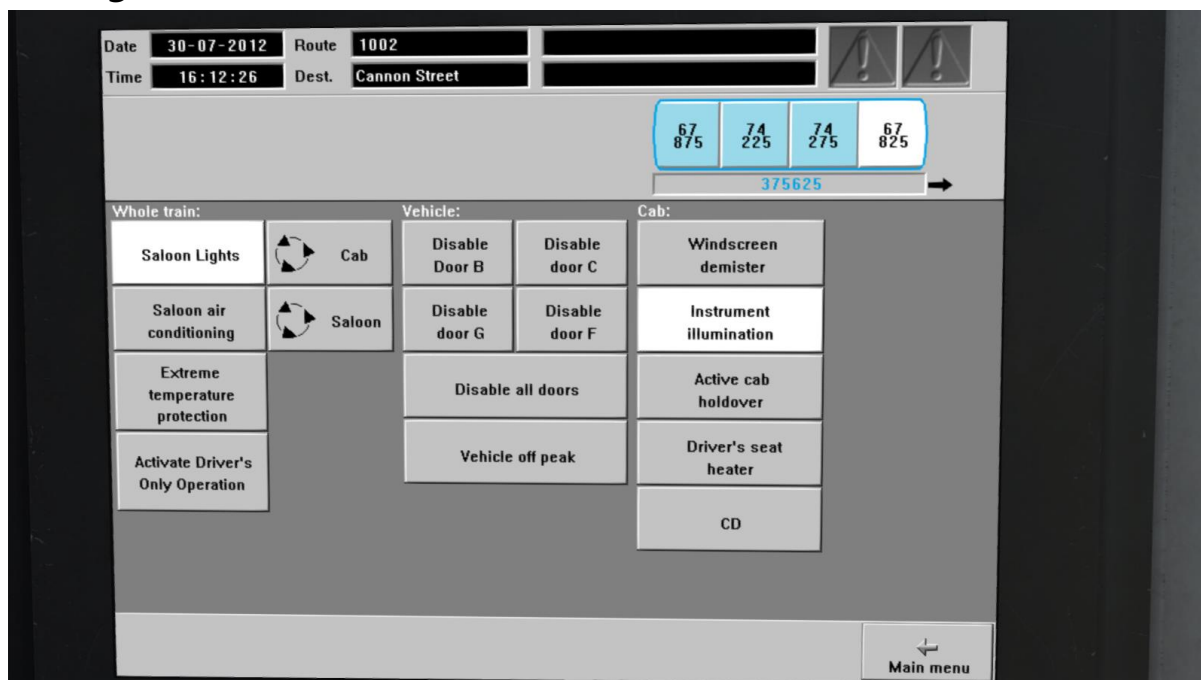 Date 30-07-2012 Route 1002
Time 16:12:26 Dest. Cannon Street
67 74 74 67
875 225 275 825
375625
Whole train: Vehicle: Cab:
Saloon Lights
Cab
Disable
Door B
Disable
door C
Windscreen
demister
Saloon air
conditioning
Saloon
Disable
door G
Disable
door F
Instrument
illumination
Extreme
temperature
protection
Disable all doors
Active cab
holdover
Activate Driver's
Only Operation
Vehicle off peak
Driver's seat
heater
CD
Main menu